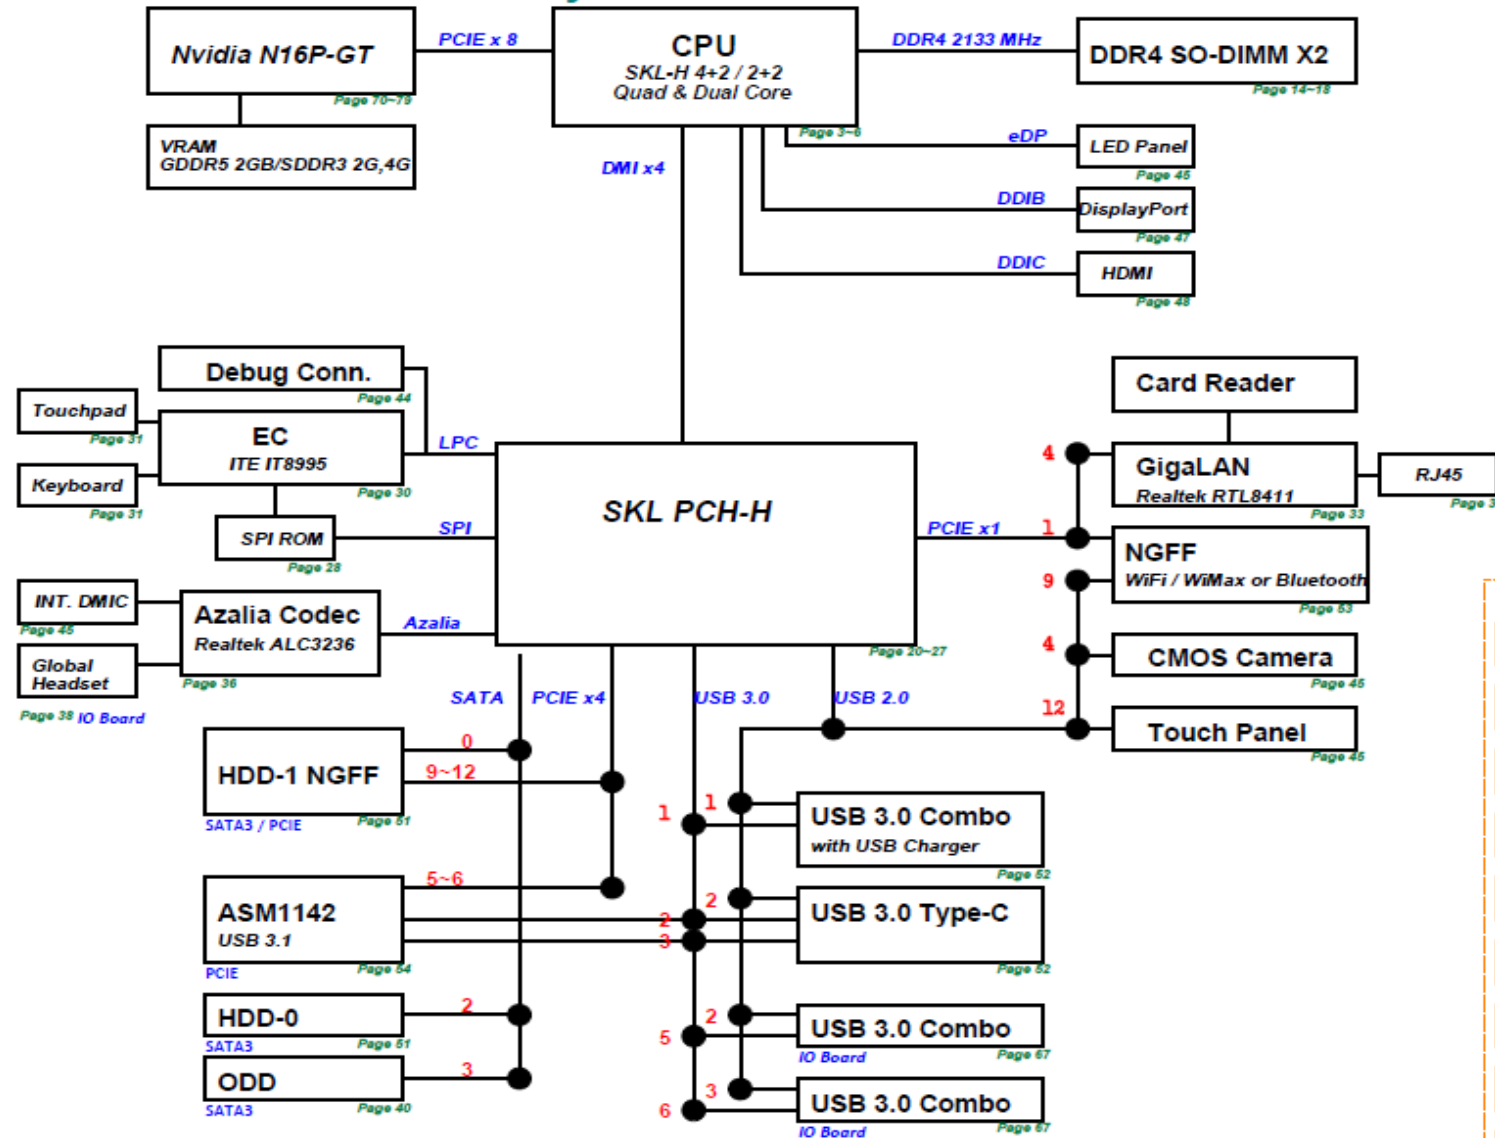 Nvidia N16P-GT
Page 70~79
PCIE x 8
CPU
SKL-H 4+2 / 2+2
Quad & Dual Core
Page 3~6
DDR4 2133 MHz
DDR4 SO-DIMM X2
Page 14~18
VRAM
GDDR5 2GB/SDDR3 2G,4G
DMI x4
eDP
LED Panel
Page 45
DDIB
DisplayPort
Page 47
DDIC
HDMI
Page 48
Debug Conn.
Page 44
Touchpad
Page 31
EC
ITE IT8995
Page 30
LPC
Keyboard
Page 31
SPI ROM
Page 28
SPI
SKL PCH-H
Page 20~27
PCIE x1
Card Reader
4
GigaLAN
Realtek RTL8411
Page 33
RJ45
Page 3
1
NGFF
WiFi / WiMax or Bluetooth
Page 53
9
4
CMOS Camera
Page 45
12
Touch Panel
Page 45
INT. DMIC
Page 45
Azalia Codec
Realtek ALC3236
Page 36
Azalia
Global
Headset
Page 38 IO Board
SATA
PCIE x4
USB 3.0
USB 2.0
HDD-1 NGFF
SATA3 / PCIE
Page 51
0
9~12
1
1
USB 3.0 Combo
with USB Charger
Page 52
ASM1142
USB 3.1
PCIE
Page 54
5~6
2
2
3
USB 3.0 Type-C
Page 52
HDD-0
SATA3
Page 51
2
2
5
USB 3.0 Combo
IO Board
Page 67
ODD
SATA3
Page 40
3
3
6
USB 3.0 Combo
IO Board
Page 67